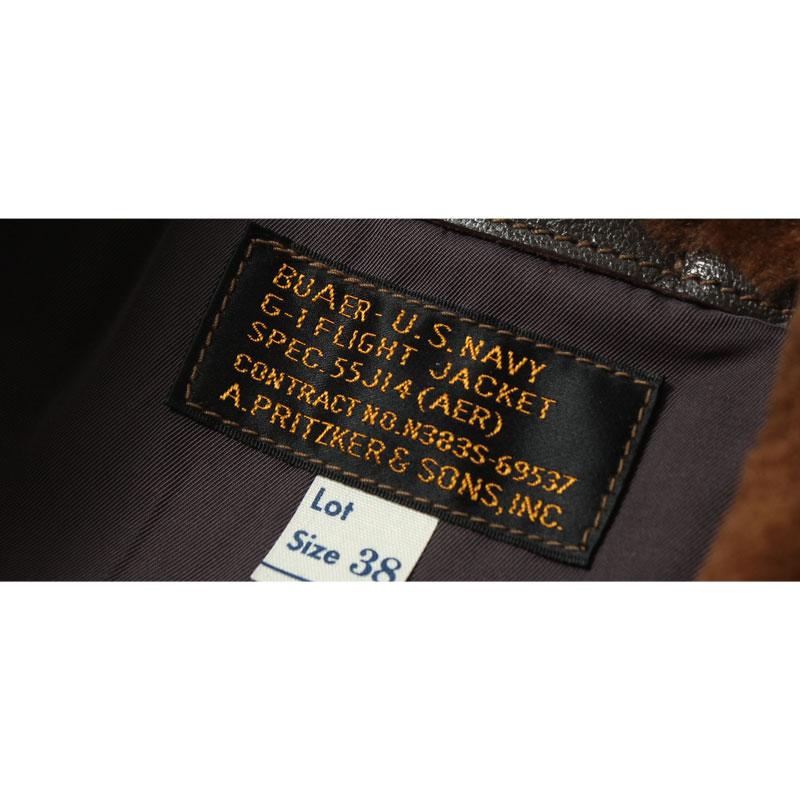 BUAER U.S.NAVY
G-1 FLIGHT JACKET
SPEC.55J14 (AER)
CONTRACT NO.N383S-69537
A.PRITZKER & SONS,INC.
Lot
Size 38